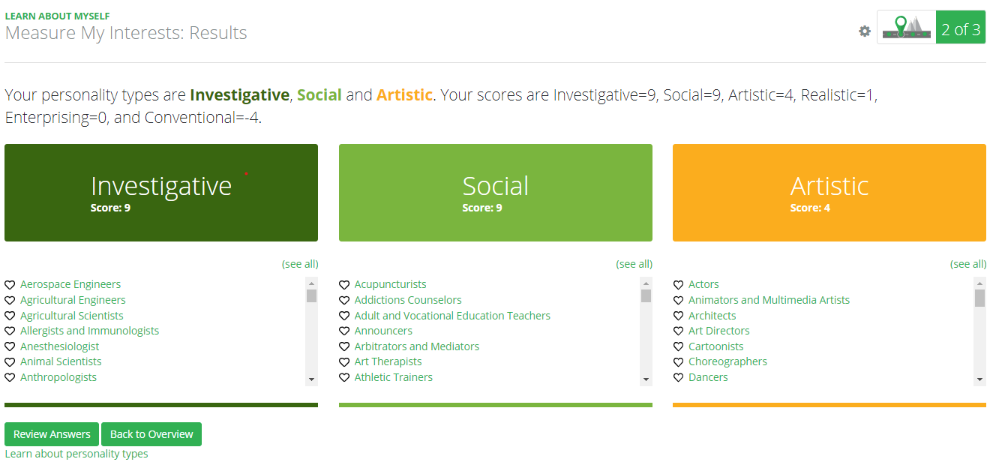 LEARN ABOUT MYSELF
Measure My Interests: Results
2 of 3
Your personality types are Investigative, Social and Artistic. Your scores are Investigative=9, Social=9, Artistic=4, Realistic=1,
Enterprising=0, and Conventional=-4.
Investigative
Score: 9
(see all)
Aerospace Engineers
Agricultural Engineers
Agricultural Scientists
Allergists and Immunologists
Anesthesiologist
Animal Scientists
Anthropologists
Social
Score: 9
(see all)
Acupuncturists
Addictions Counselors
Adult and Vocational Education Teachers
Announcers
Arbitrators and Mediators
Art Therapists
Athletic Trainers
Artistic
Score: 4
(see all)
Actors
Animators and Multimedia Artists
Architects
Art Directors
Cartoonists
Choreographers
Dancers
Review Answers
Back to Overview
Learn about personality types